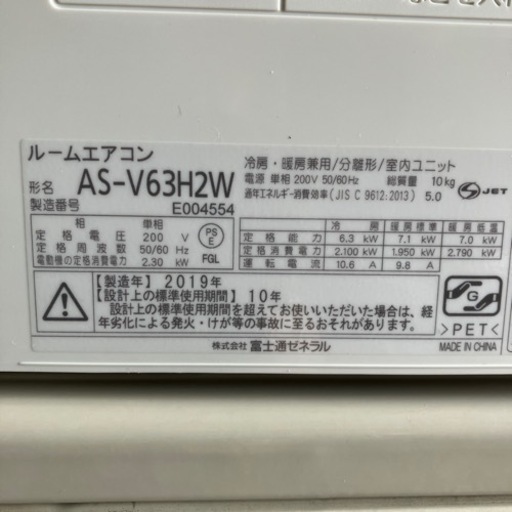 ルームエアコン
形名 AS-V63H2W
製造番号 E004554
冷房・暖房兼用/分離形/室内ユニット
電源 単相 200V 50/60Hz 総質量 10kg
通年エネルギー消費効率(JIS C 9612:2013) 5.0
JET
相 単相
定格電圧 200 V
定格周波数 50/60 Hz
電動機の定格消費電力 2.30 kW
PS
E
FGL
冷房 暖房標準 暖房低温
定格能力 6.3 kW 7.1 kW 7.0 kW
定格消費電力 2.100 kW 1.950 kW 2.790 kW
運転電流 10.6 A 9.8 A
【製造年】2019年
【設計上の標準使用期間】10年
設計上の標準使用期間を超えてお使いいただいた場合は、経
年劣化による発火・けが等の事故に至るおそれがあります。
G
>PET<
株式会社 富士通ゼネラル
MADE IN CHINA